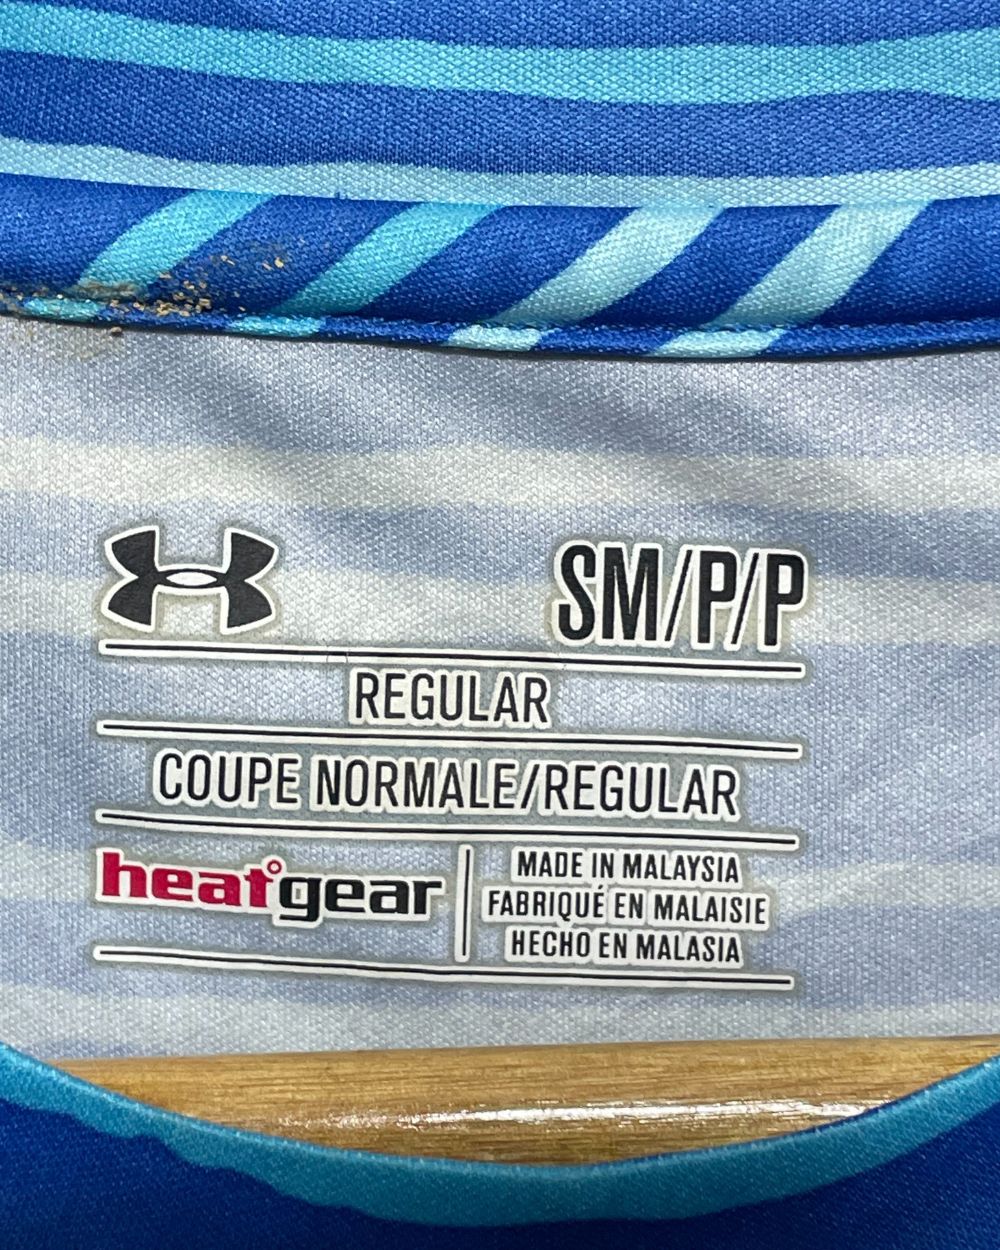 SM/P/P
REGULAR
COUPE NORMALE/REGULAR
heatgear
MADE IN MALAYSIA
FABRIQUÉ EN MALAISIE
HECHO EN MALASIA